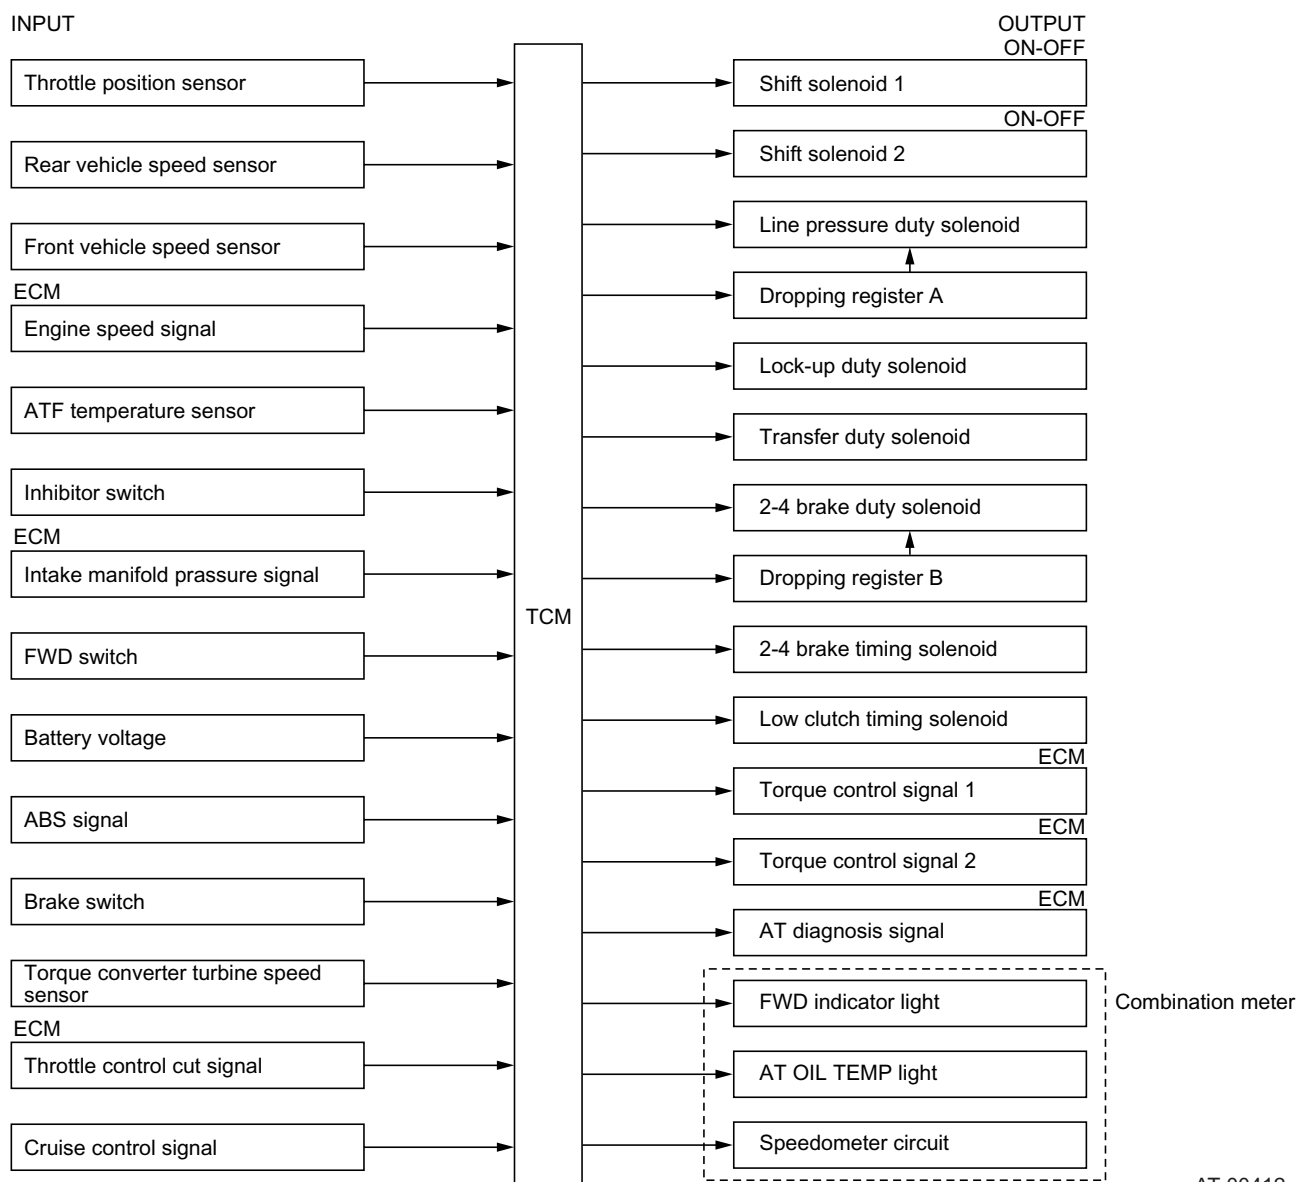 INPUT
Throttle position sensor
Rear vehicle speed sensor
Front vehicle speed sensor
ECM
Engine speed signal
ATF temperature sensor
Inhibitor switch
ECM
Intake manifold prassure signal
FWD switch
Battery voltage
ABS signal
Brake switch
Torque converter turbine speed
sensor
ECM
Throttle control cut signal
Cruise control signal
TCM
OUTPUT
ON-OFF
Shift solenoid 1
ON-OFF
Shift solenoid 2
Line pressure duty solenoid
Dropping register A
Lock-up duty solenoid
Transfer duty solenoid
2-4 brake duty solenoid
Dropping register B
2-4 brake timing solenoid
Low clutch timing solenoid
ECM
Torque control signal 1
ECM
Torque control signal 2
ECM
AT diagnosis signal
FWD indicator light
Combination meter
AT OIL TEMP light
Speedometer circuit